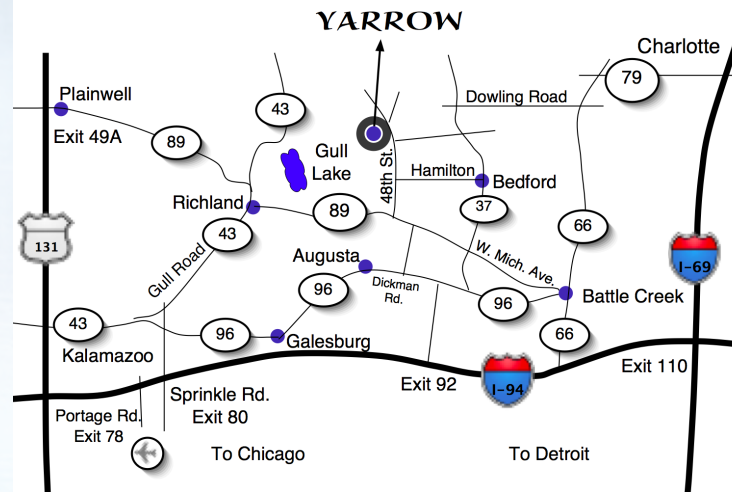 YARROW
Charlotte
79
Plainwell
43
Dowling Road
Exit 49A
89
Gull
Lake
48th St.
Hamilton
Bedford
Richland
89
37
43
66
131
W. Mich. Ave.
I-69
Gull Road
Augusta
96
Dickman
Rd.
96
Battle Creek
43
96
66
Kalamazoo
Galesburg
Exit 92
I-94
Exit 110
Sprinkle Rd.
Exit 80
Portage Rd.
Exit 78
To Chicago
To Detroit